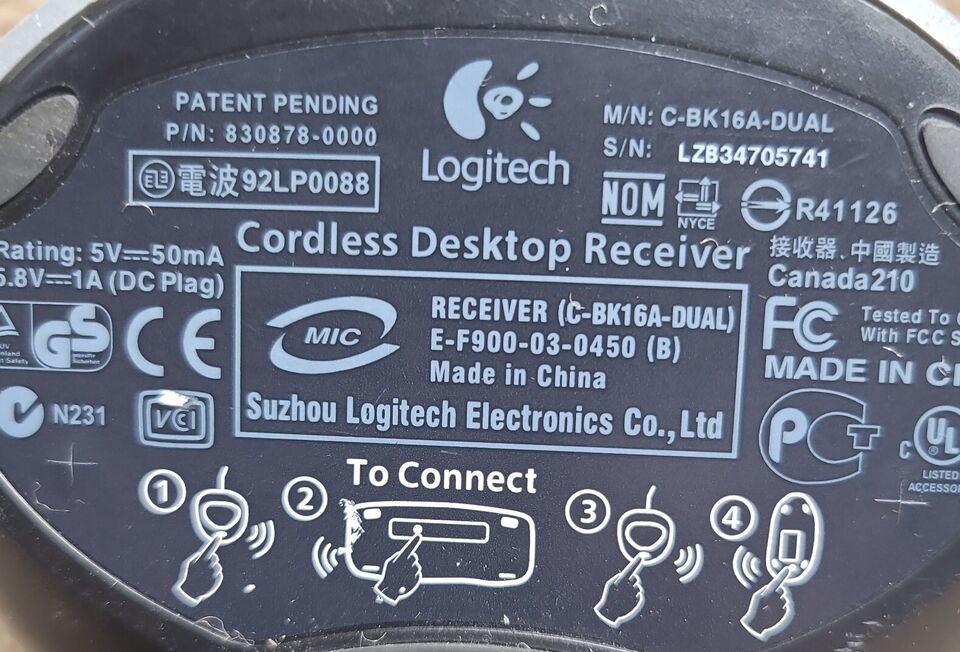 PATENT PENDING
P/N: 830878-0000
電波92LP0088
Logitech
M/N: C-BK16A-DUAL
S/N: LZB34705741
NOM
NYCE
R41126
Cordless Desktop Receiver
接收器、中國製造
Canada210
Rating: 5V⎓50mA
5.8V⎓1A (DC Plag)
GS
geprüfte
Sicherheit
CE
N231
VCI
MIC
RECEIVER (C-BK16A-DUAL)
E-F900-03-0450 (B)
Made in China
Suzhou Logitech Electronics Co., Ltd
FC
Tested To
With FCC S
MADE IN
PCT
C UL
LISTED
To Connect
1
2
3
4